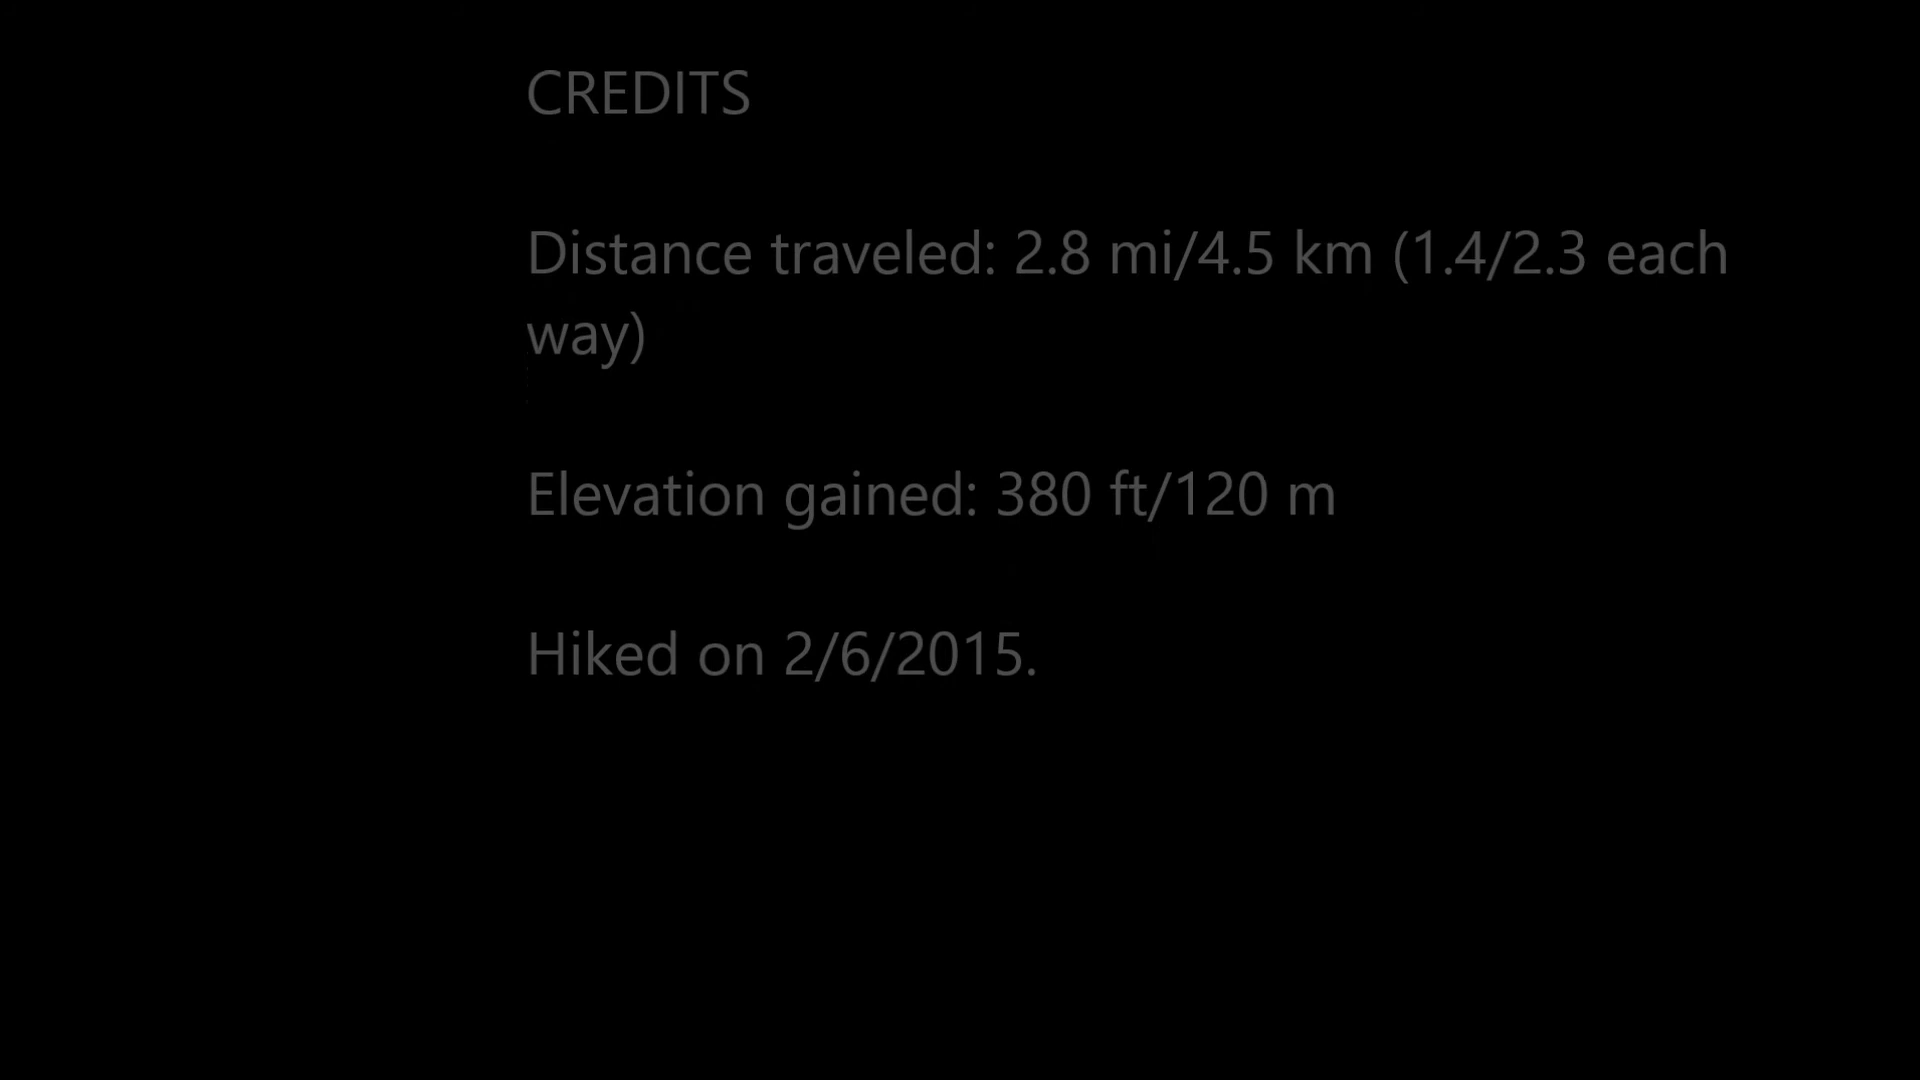 CREDITS
Distance traveled: 2.8 mi/4.5 km (1.4/2.3 each
way)
Elevation gained: 380 ft/120 m
Hiked on 2/6/2015.